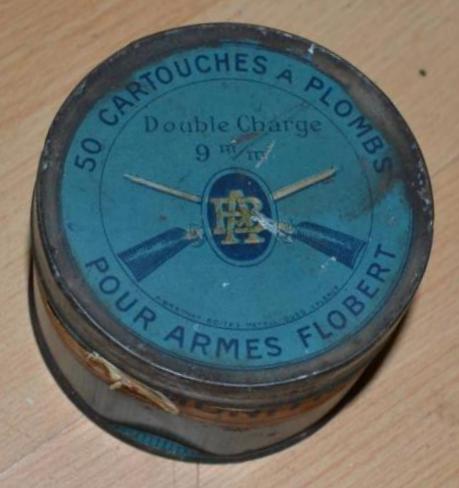 50 CARTOUCHES A PLOMBS
Double Charge
9 m/m
POUR ARMES FLOBERT